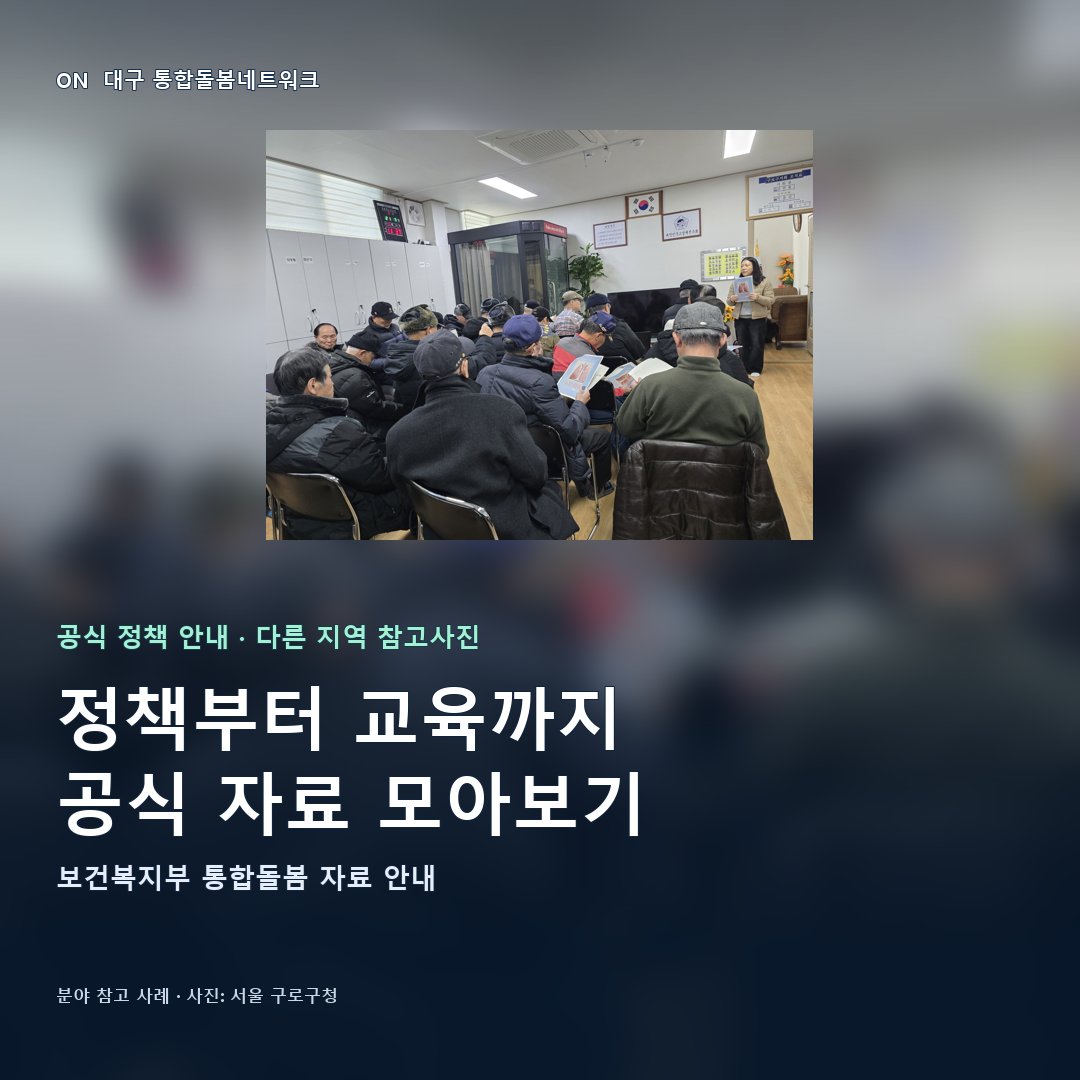 ON 대구 통합돌봄네트워크
공식 정책 안내 · 다른 지역 참고사진
정책부터 교육까지
공식 자료 모아보기
보건복지부 통합돌봄 자료 안내
분야 참고 사례 · 사진: 서울 구로구청